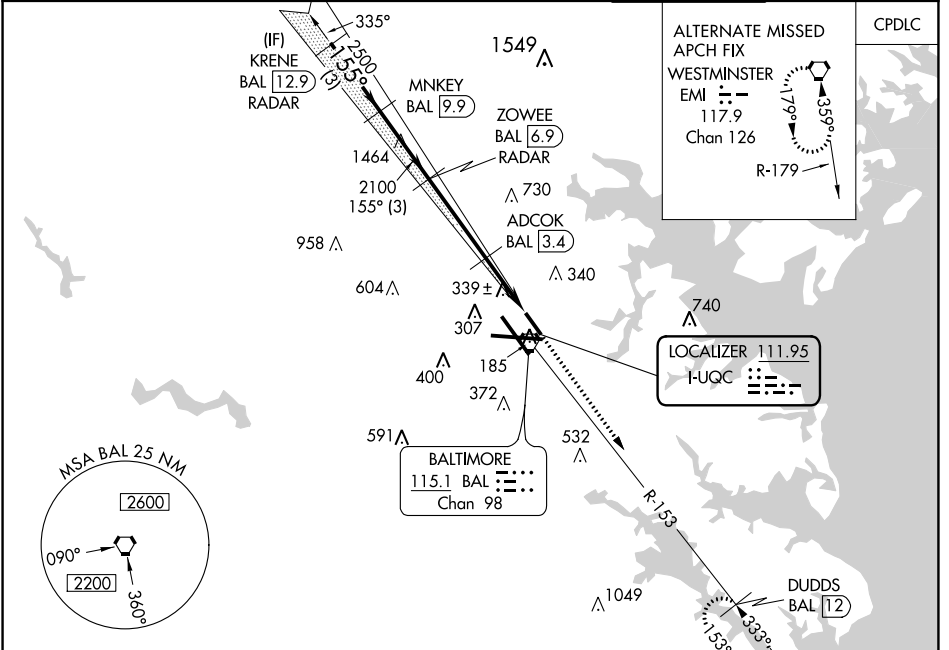 335°
(IF)
KRENE
BAL 12.9
RADAR
155°
2500
(3)
MNKEY
BAL 9.9
1549
ZOWEE
BAL 6.9
RADAR
1464
2100
155° (3)
730
ADCOK
BAL 3.4
958
604
339 ±
340
307
740
185
400
372
591
532
LOCALIZER 111.95
I-UQC
BALTIMORE
115.1 BAL
Chan 98
R-153
1049
DUDDS
BAL 12
153°
333°
MSA BAL 25 NM
2600
090°
2200
360°
ALTERNATE MISSED
APCH FIX
WESTMINSTER
EMI
117.9
Chan 126
179°
359°
R-179
CPDLC